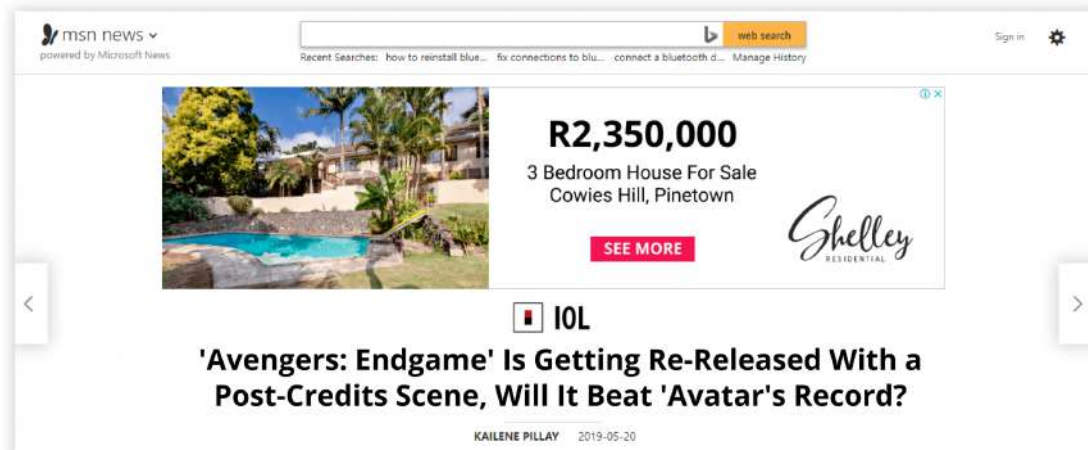 msn news
powered by Microsoft News
web search
Sign in
Recent Searches: how to reinstall blue... fix connections to blu... connect a bluetooth d... Manage History
R2,350,000
3 Bedroom House For Sale
Cowies Hill, Pinetown
SEE MORE
Shelley
RESIDENTIAL
IOL
'Avengers: Endgame' Is Getting Re-Released With a
Post-Credits Scene, Will It Beat 'Avatar's Record?
KAILENE PILLAY 2019-05-20